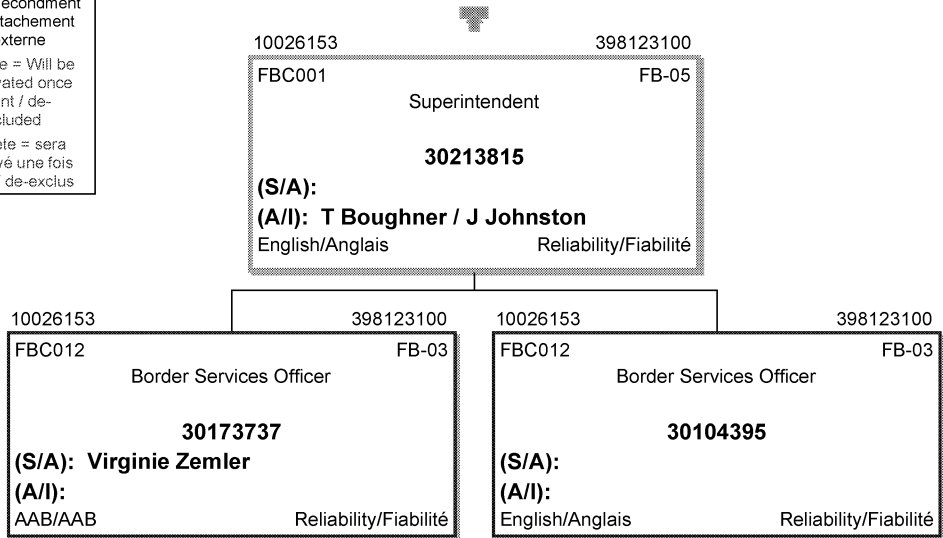 econdment
tachement
xterne
e = Will be
ated once
nt / de-
cluded
ete = sera
yé une fois
/ de-exclus
10026153 398123100
FBC001 FB-05
Superintendent
30213815
(S/A):
(A/I): T Boughner / J Johnston
English/Anglais Reliability/Fiabilité
10026153 398123100
FBC012 FB-03
Border Services Officer
30173737
(S/A): Virginie Zemler
(A/I):
AAB/AAB Reliability/Fiabilité
10026153 398123100
FBC012 FB-03
Border Services Officer
30104395
(S/A):
(A/I):
English/Anglais Reliability/Fiabilité